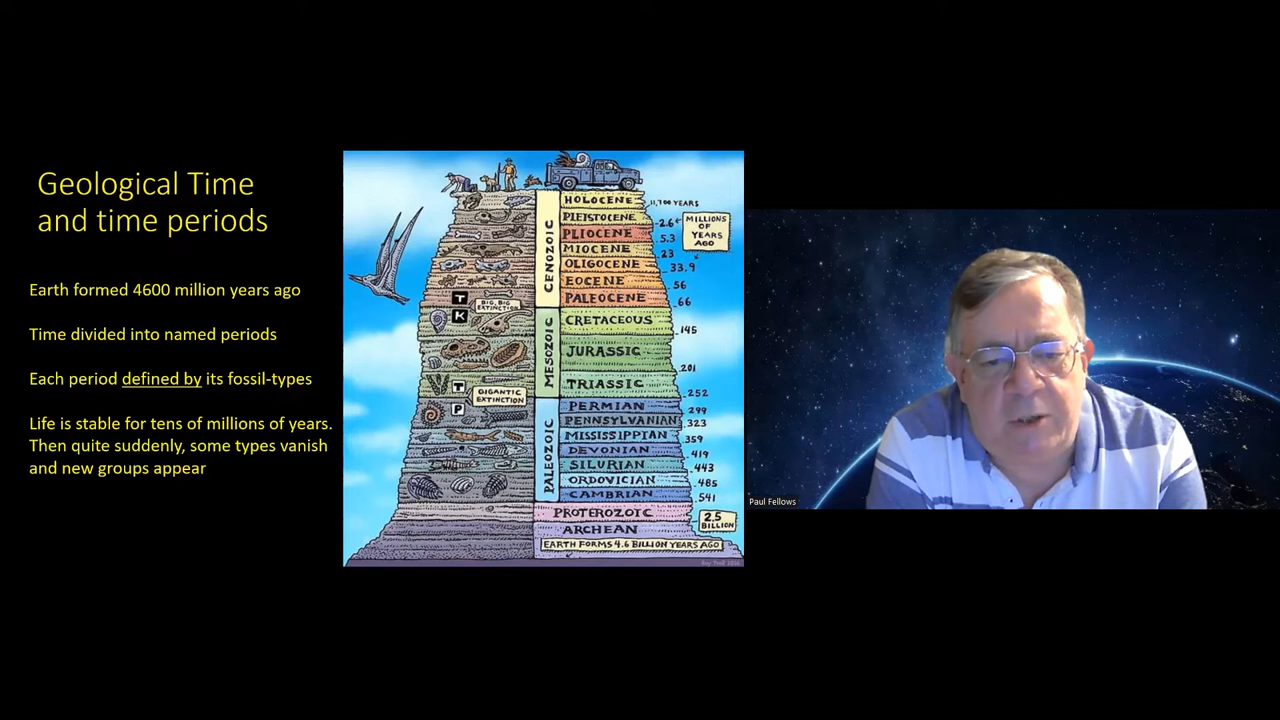 Geological Time
and time periods
Earth formed 4600 million years ago
Time divided into named periods
Each period defined by its fossil-types
Life is stable for tens of millions of years.
Then quite suddenly, some types vanish
and new groups appear
HOLOCENE
11,700 YEARS
PLEISTOCENE
2.6
MILLIONS
OF
YEARS
AGO
PLIOCENE
5.3
MIOCENE
23
OLIGOCENE
33.9
EOCENE
56
PALEOCENE
66
CENOZOIC
T
K
BIG, BIG
EXTINCTION
CRETACEOUS
145
JURASSIC
201
TRIASSIC
252
MESOZOIC
T
P
GIGANTIC
EXTINCTION
PERMIAN
299
PENNSYLVANIAN
323
MISSISSIPPIAN
359
DEVONIAN
419
SILURIAN
443
ORDOVICIAN
485
CAMBRIAN
541
PALEOZOIC
PROTEROZOIC
2.5
BILLION
ARCHEAN
EARTH FORMS 4.6 BILLION YEARS AGO
Paul Fellows